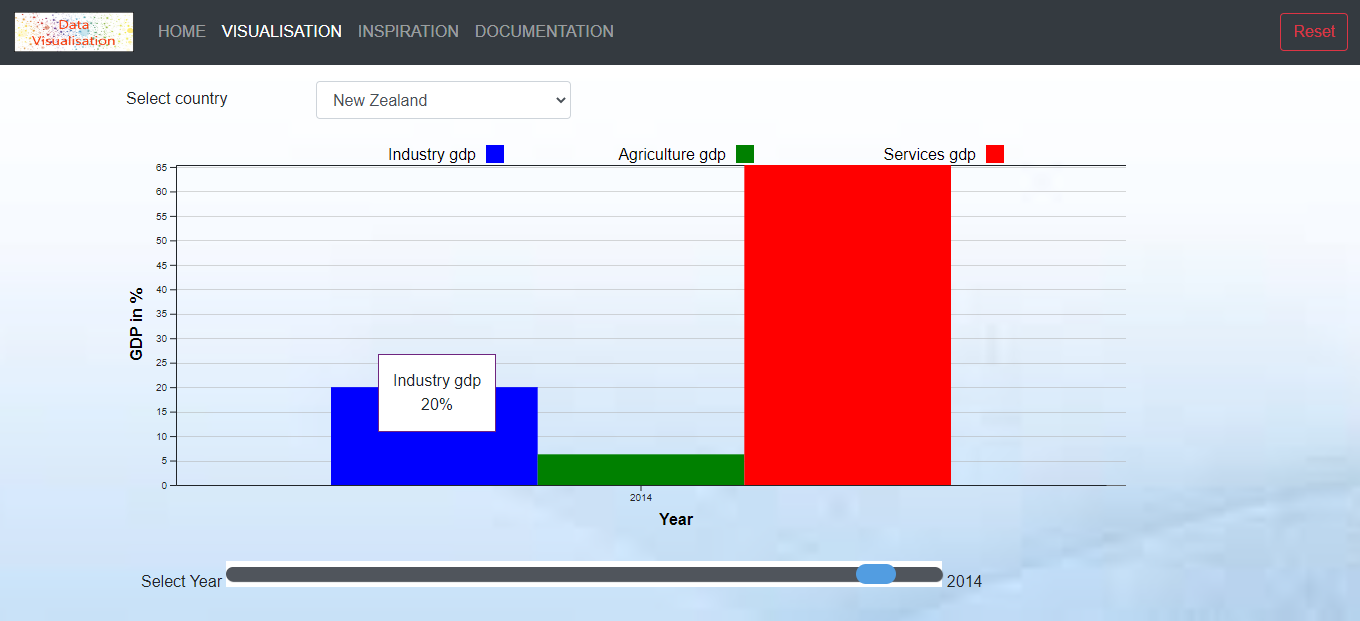 Data
Visualisation
HOME VISUALISATION INSPIRATION DOCUMENTATION
Reset
Select country
New Zealand
Industry gdp
Agriculture gdp
Services gdp
65
60
55
50
45
40
35
30
25
20
15
10
5
0
GDP in %
Industry gdp
20%
2014
Year
Select Year
2014